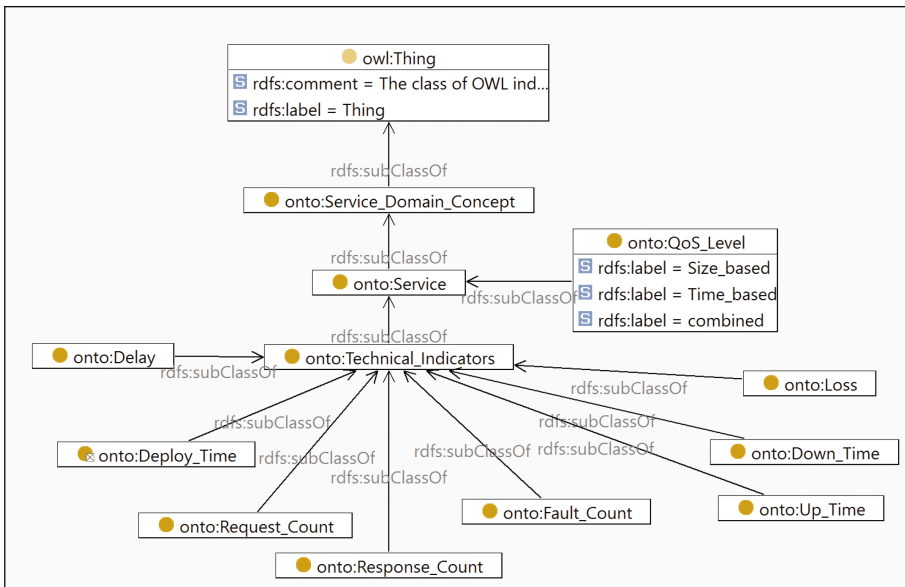 owl:Thing
rdfs:comment = The class of OWL ind...
rdfs:label = Thing
rdfs:subClassOf
onto:Service_Domain_Concept
rdfs:subClassOf
onto:QoS_Level
rdfs:label = Size_based
rdfs:label = Time_based
rdfs:label = combined
onto:Service
rdfs:subClassOf
rdfs:subClassOf
onto:Delay
onto:Technical_Indicators
rdfs:subClassOf
onto:Loss
rdfs:subClassOf
rdfs:subClassOf
rdfs:subClassOf
rdfs:subClassOf
rdfs:subClassOf
rdfs:subClassOf
rdfs:subClassOf
onto:Deploy_Time
onto:Down_Time
onto:Request_Count
onto:Fault_Count
onto:Up_Time
onto:Response_Count